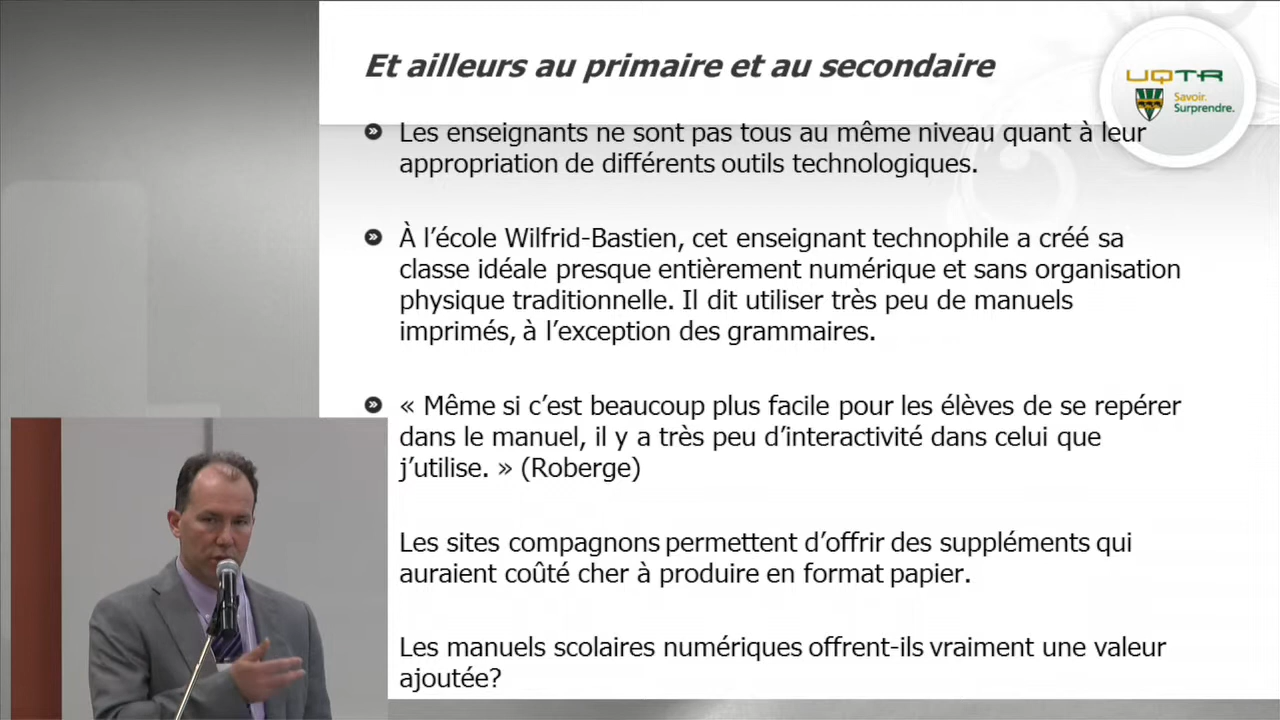 Et ailleurs au primaire et au secondaire
UQTR
Savoir.
Surprendre.
Les enseignants ne sont pas tous au même niveau quant à leur
appropriation de différents outils technologiques.
À l’école Wilfrid-Bastien, cet enseignant technophile a créé sa
classe idéale presque entièrement numérique et sans organisation
physique traditionnelle. Il dit utiliser très peu de manuels
imprimés, à l’exception des grammaires.
« Même si c’est beaucoup plus facile pour les élèves de se repérer
dans le manuel, il y a très peu d’interactivité dans celui que
j’utilise. » (Roberge)
Les sites compagnons permettent d’offrir des suppléments qui
auraient coûté cher à produire en format papier.
Les manuels scolaires numériques offrent-ils vraiment une valeur
ajoutée?